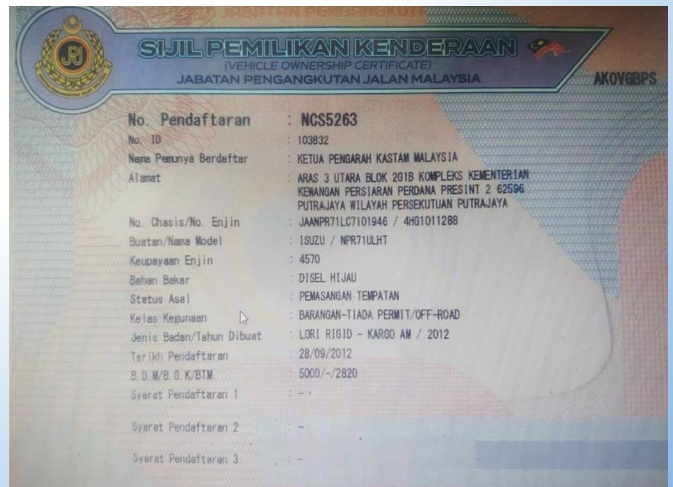 SIJIL PEMILIKAN KENDERAAN
(VEHICLE OWNERSHIP CERTIFICATE)
JABATAN PENGANGKUTAN JALAN MALAYSIA
AKOVGBPS
No. Pendaftaran : NCS5263
No. ID : 103832
Nama Pemunya Berdaftar : KETUA PENGARAH KASTAM MALAYSIA
Alamat : ARAS 3 UTARA BLOK 2G1B KOMPLEKS KEMENTERIAN
KEWANGAN PERSIARAN PERDANA PRESINT 2 62596
PUTRAJAYA WILAYAH PERSEKUTUAN PUTRAJAYA
No. Chasis/No. Enjin : JAANPR71LC7101946 / 4HG1011288
Buatan/Nama Model : ISUZU / NPR71ULHT
Keupayaan Enjin : 4570
Bahan Bakar : DISEL HIJAU
Status Asal : PEMASANGAN TEMPATAN
Kelas Kegunaan : BARANGAN-TIADA PERMIT/OFF-ROAD
Jenis Badan/Tahun Dibuat : LORI RIGID - KARGO AM / 2012
Tarikh Pendaftaran : 28/09/2012
B.D.M/B.G.K/BTM : 5000/-/2820
Syarat Pendaftaran 1 : -
Syarat Pendaftaran 2 : -
Syarat Pendaftaran 3 : -